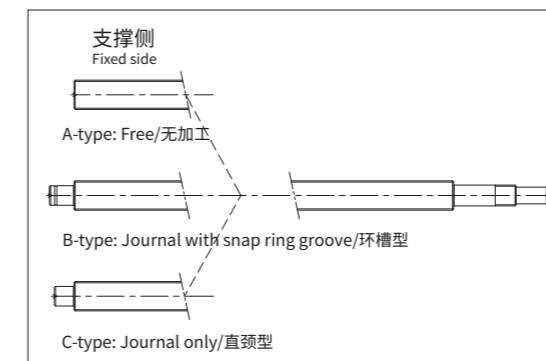 支撑侧
Fixed side
A-type: Free/无加工
B-type: Journal with snap ring groove/环槽型
C-type: Journal only/直颈型